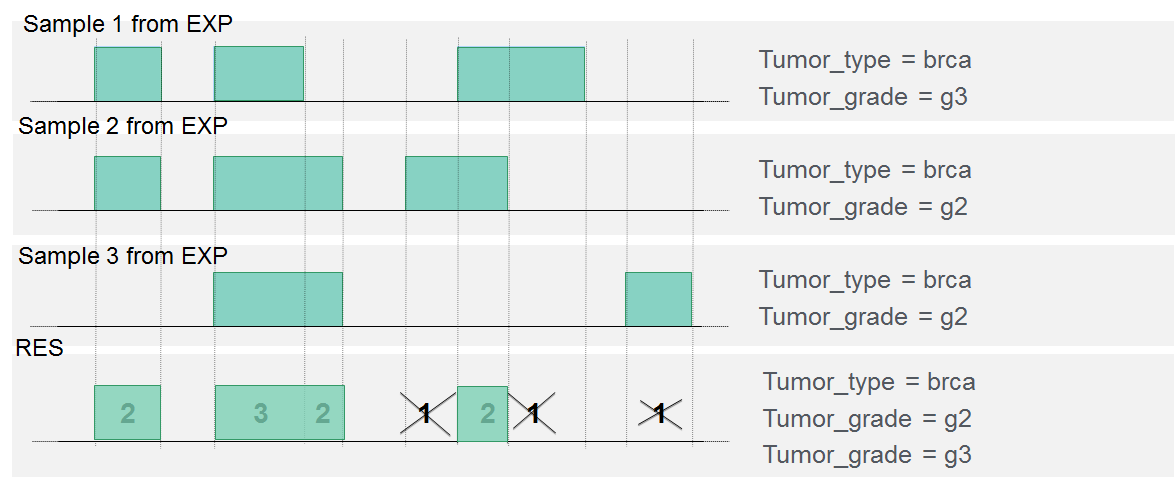 Sample 1 from EXP
Tumor_type = brca
Tumor_grade = g3
Sample 2 from EXP
Tumor_type = brca
Tumor_grade = g2
Sample 3 from EXP
Tumor_type = brca
Tumor_grade = g2
RES
2 3 2 1 2 1 1
Tumor_type = brca
Tumor_grade = g2
Tumor_grade = g3